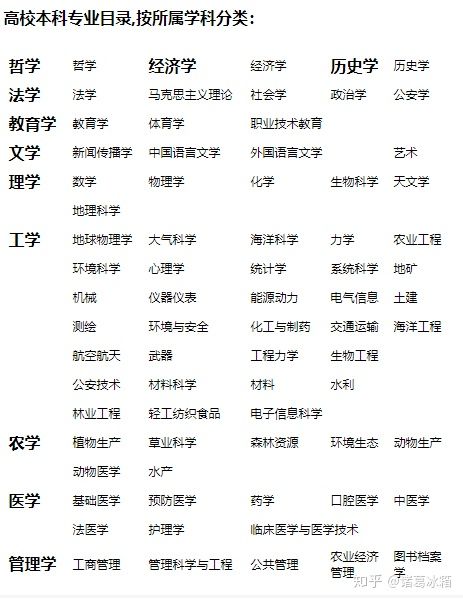 高校本科专业目录,按所属学科分类：
哲学 哲学 经济学 经济学 历史学 历史学
法学 法学 马克思主义理论 社会学 政治学 公安学
教育学 教育学 体育学 职业技术教育
文学 新闻传播学 中国语言文学 外国语言文学 艺术
理学 数学 物理学 化学 生物科学 天文学
地理科学
工学 地球物理学 大气科学 海洋科学 力学 农业工程
环境科学 心理学 统计学 系统科学 地矿
机械 仪器仪表 能源动力 电气信息 土建
测绘 环境与安全 化工与制药 交通运输 海洋工程
航空航天 武器 工程力学 生物工程
公安技术 材料科学 材料 水利
林业工程 轻工纺织食品 电子信息科学
农学 植物生产 草业科学 森林资源 环境生态 动物生产
动物医学 水产
医学 基础医学 预防医学 药学 口腔医学 中医学
法医学 护理学 临床医学与医学技术
管理学 工商管理 管理科学与工程 公共管理 农业经济管理 图书档案学
知乎 @诸葛冰箱